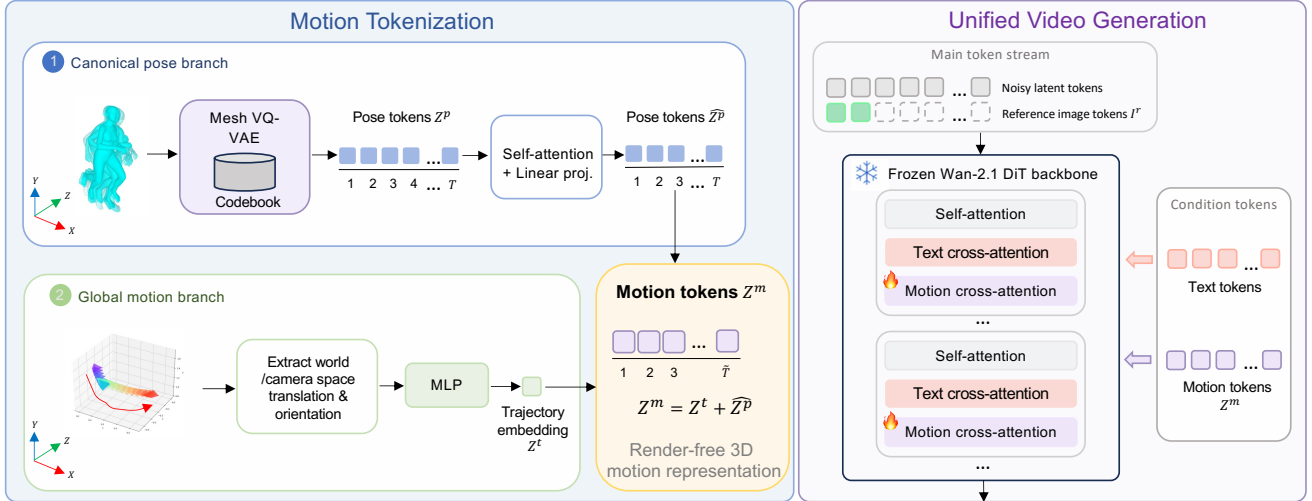 Motion Tokenization
1 Canonical pose branch
Mesh VQ-
VAE
Codebook
Pose tokens Z^p
1 2 3 4 ... T
Self-attention
+ Linear proj.
Pose tokens \widehat{Z^p}
1 2 3 ... T
Y
Z
X
2 Global motion branch
Extract world
/camera space
translation &
orientation
MLP
Trajectory
embedding
Z^t
Y
Z
X
Motion tokens Z^m
...
1 2 3 T̃
Z^m = Z^t + \widehat{Z^p}
Render-free 3D
motion representation
Unified Video Generation
Main token stream
... Noisy latent tokens
... Reference image tokens I^r
Frozen Wan-2.1 DiT backbone
Self-attention
Text cross-attention
Motion cross-attention
...
Self-attention
Text cross-attention
Motion cross-attention
...
Condition tokens
...
Text tokens
...
Motion tokens
Z^m